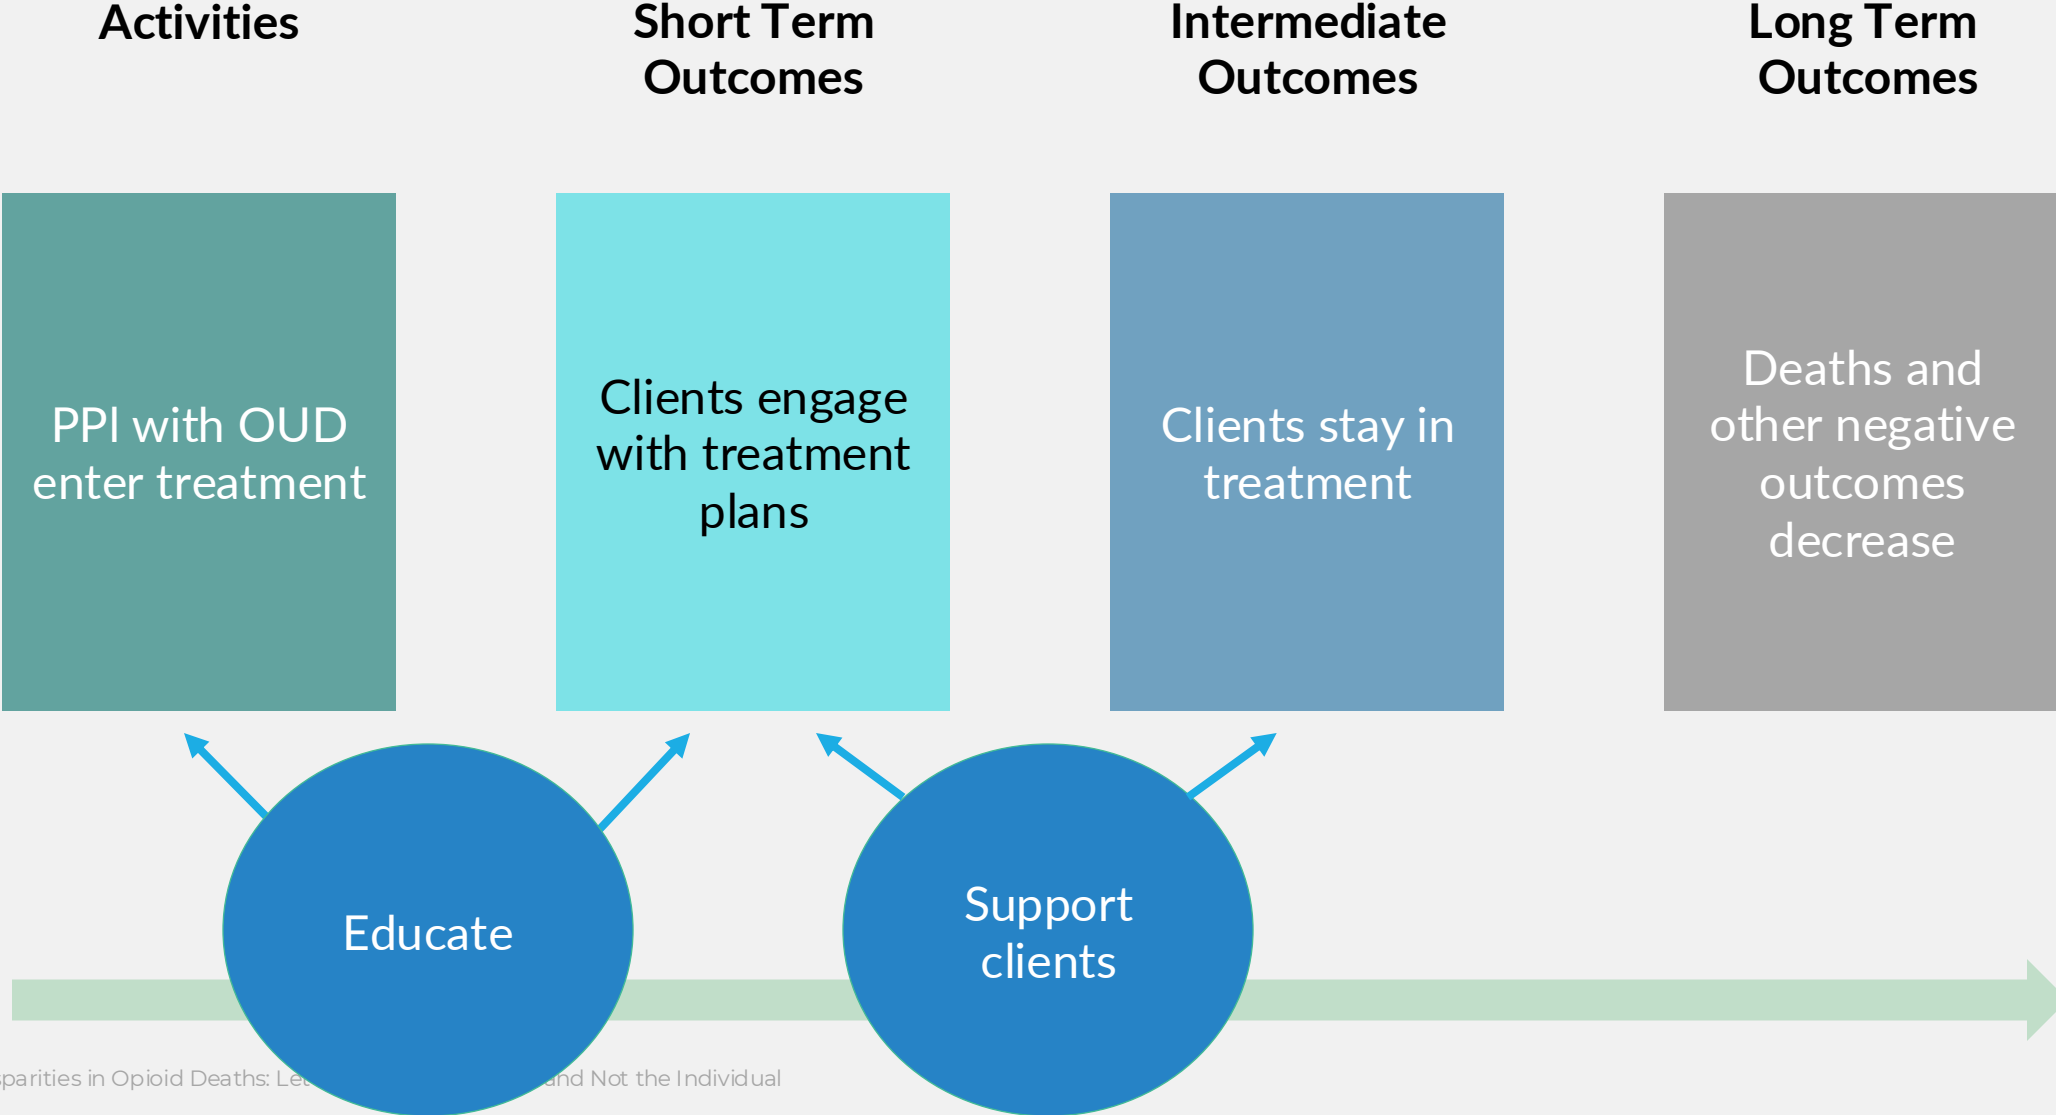 Activities
Short Term
Outcomes
Intermediate
Outcomes
Long Term
Outcomes
PPl with OUD
enter treatment
Clients engage
with treatment
plans
Clients stay in
treatment
Deaths and
other negative
outcomes
decrease
Educate
Support
clients
in Opioid Deaths: and Not the Individual